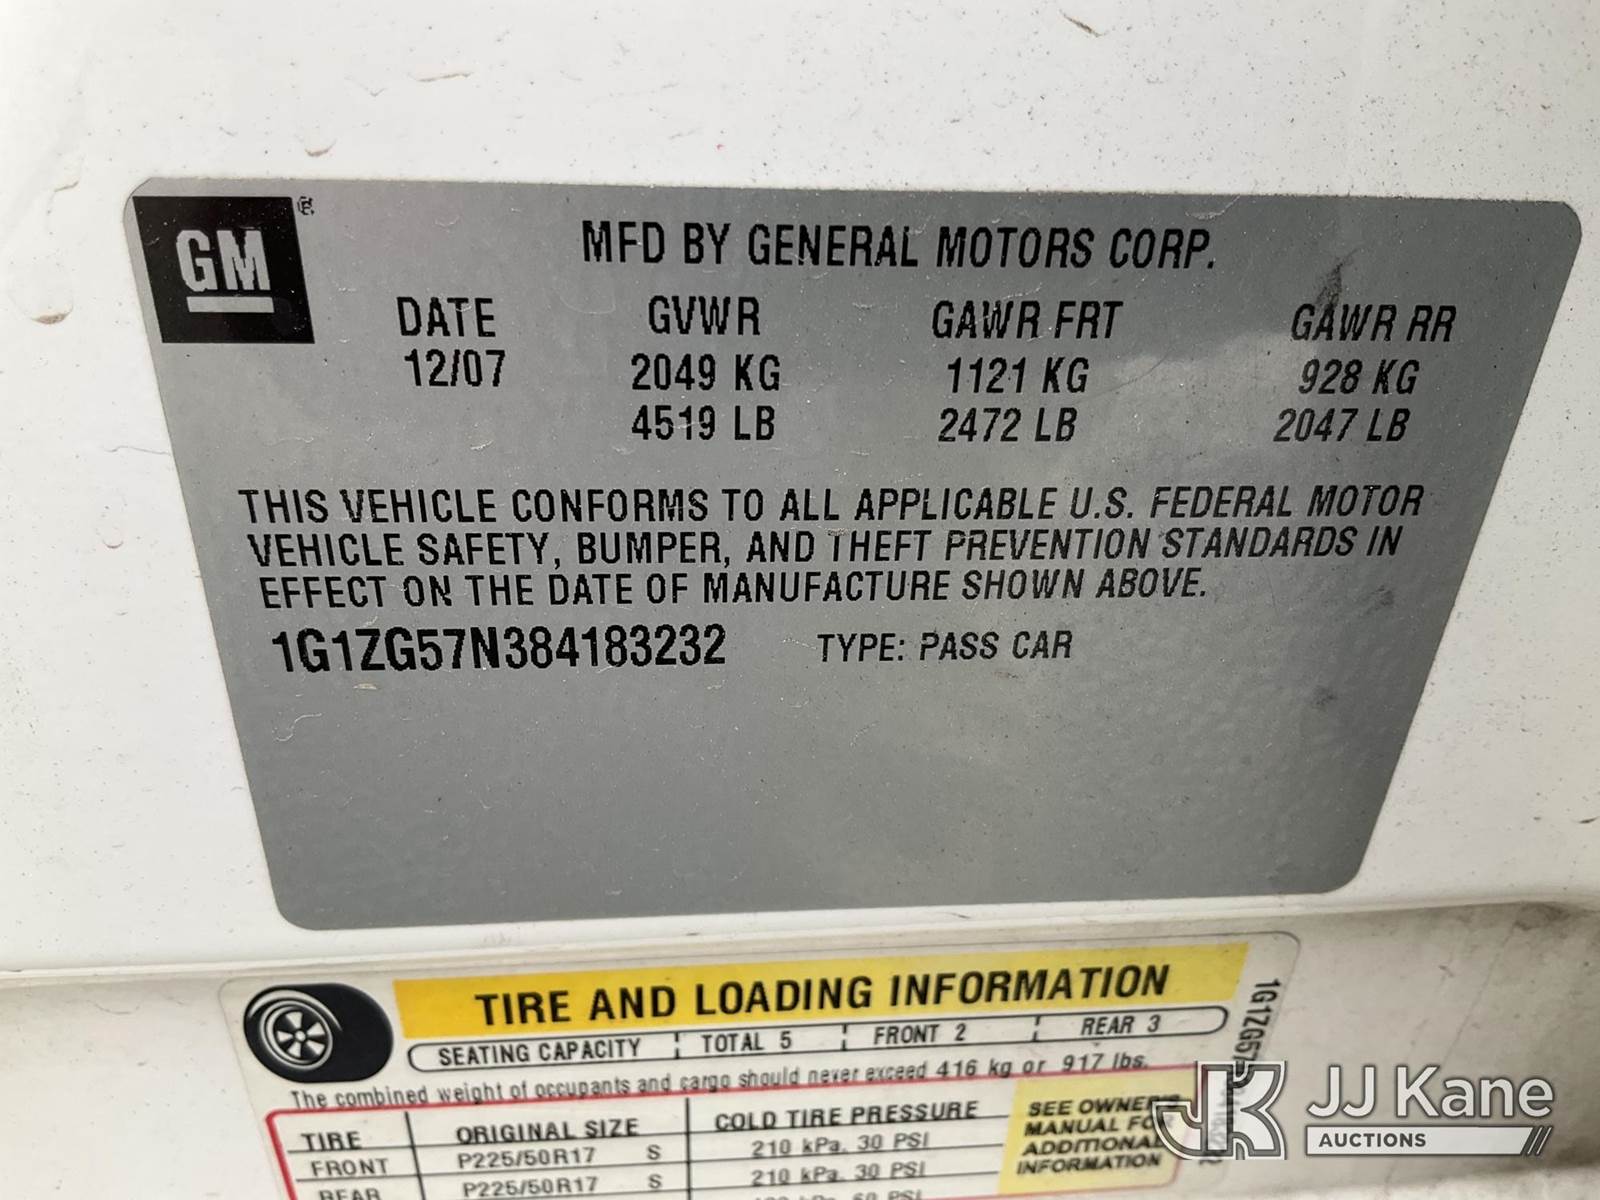 GM
MFD BY GENERAL MOTORS CORP.
DATE GVWR GAWR FRT GAWR RR
12/07 2049 KG 1121 KG 928 KG
4519 LB 2472 LB 2047 LB
THIS VEHICLE CONFORMS TO ALL APPLICABLE U.S. FEDERAL MOTOR
VEHICLE SAFETY, BUMPER, AND THEFT PREVENTION STANDARDS IN
EFFECT ON THE DATE OF MANUFACTURE SHOWN ABOVE.
1G1ZG57N384183232 TYPE: PASS CAR
TIRE AND LOADING INFORMATION
SEATING CAPACITY TOTAL 5 FRONT 2 REAR 3
The combined weight of occupants and cargo should never exceed 416 kg or 917 lbs.
TIRE ORIGINAL SIZE COLD TIRE PRESSURE
FRONT P225/50R17 S 210 kPa, 30 PSI
REAR P225/50R17 S 210 kPa, 30 PSI
60 PSI
SEE OWNER'S
MANUAL FOR
ADDITIONAL
INFORMATION
1G1ZG57
JK
JJ Kane
AUCTIONS